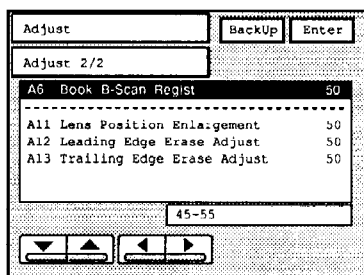 Adjust BackUp Enter
Adjust 2/2
A6 Book B-Scan Regist 50
A11 Lens Position Enlargement 50
A12 Leading Edge Erase Adjust 50
A13 Trailing Edge Erase Adjust 50
45-55